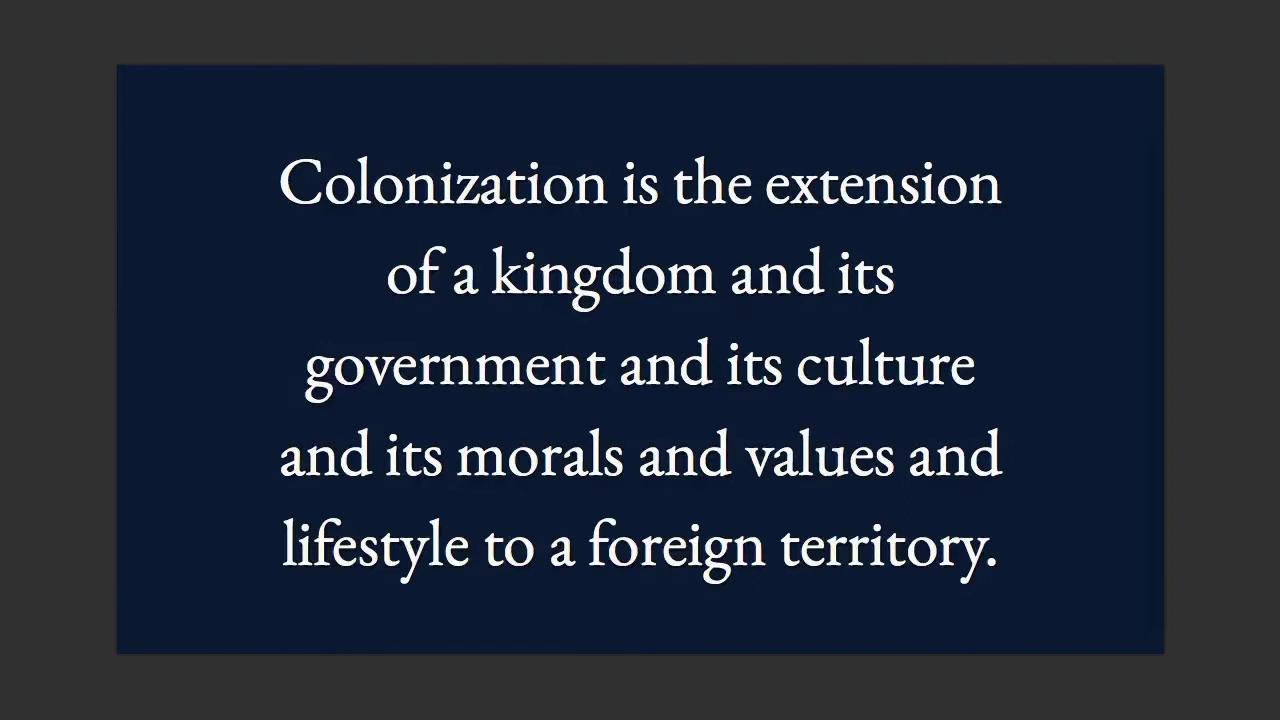 Colonization is the extension
of a kingdom and its
government and its culture
and its morals and values and
lifestyle to a foreign territory.